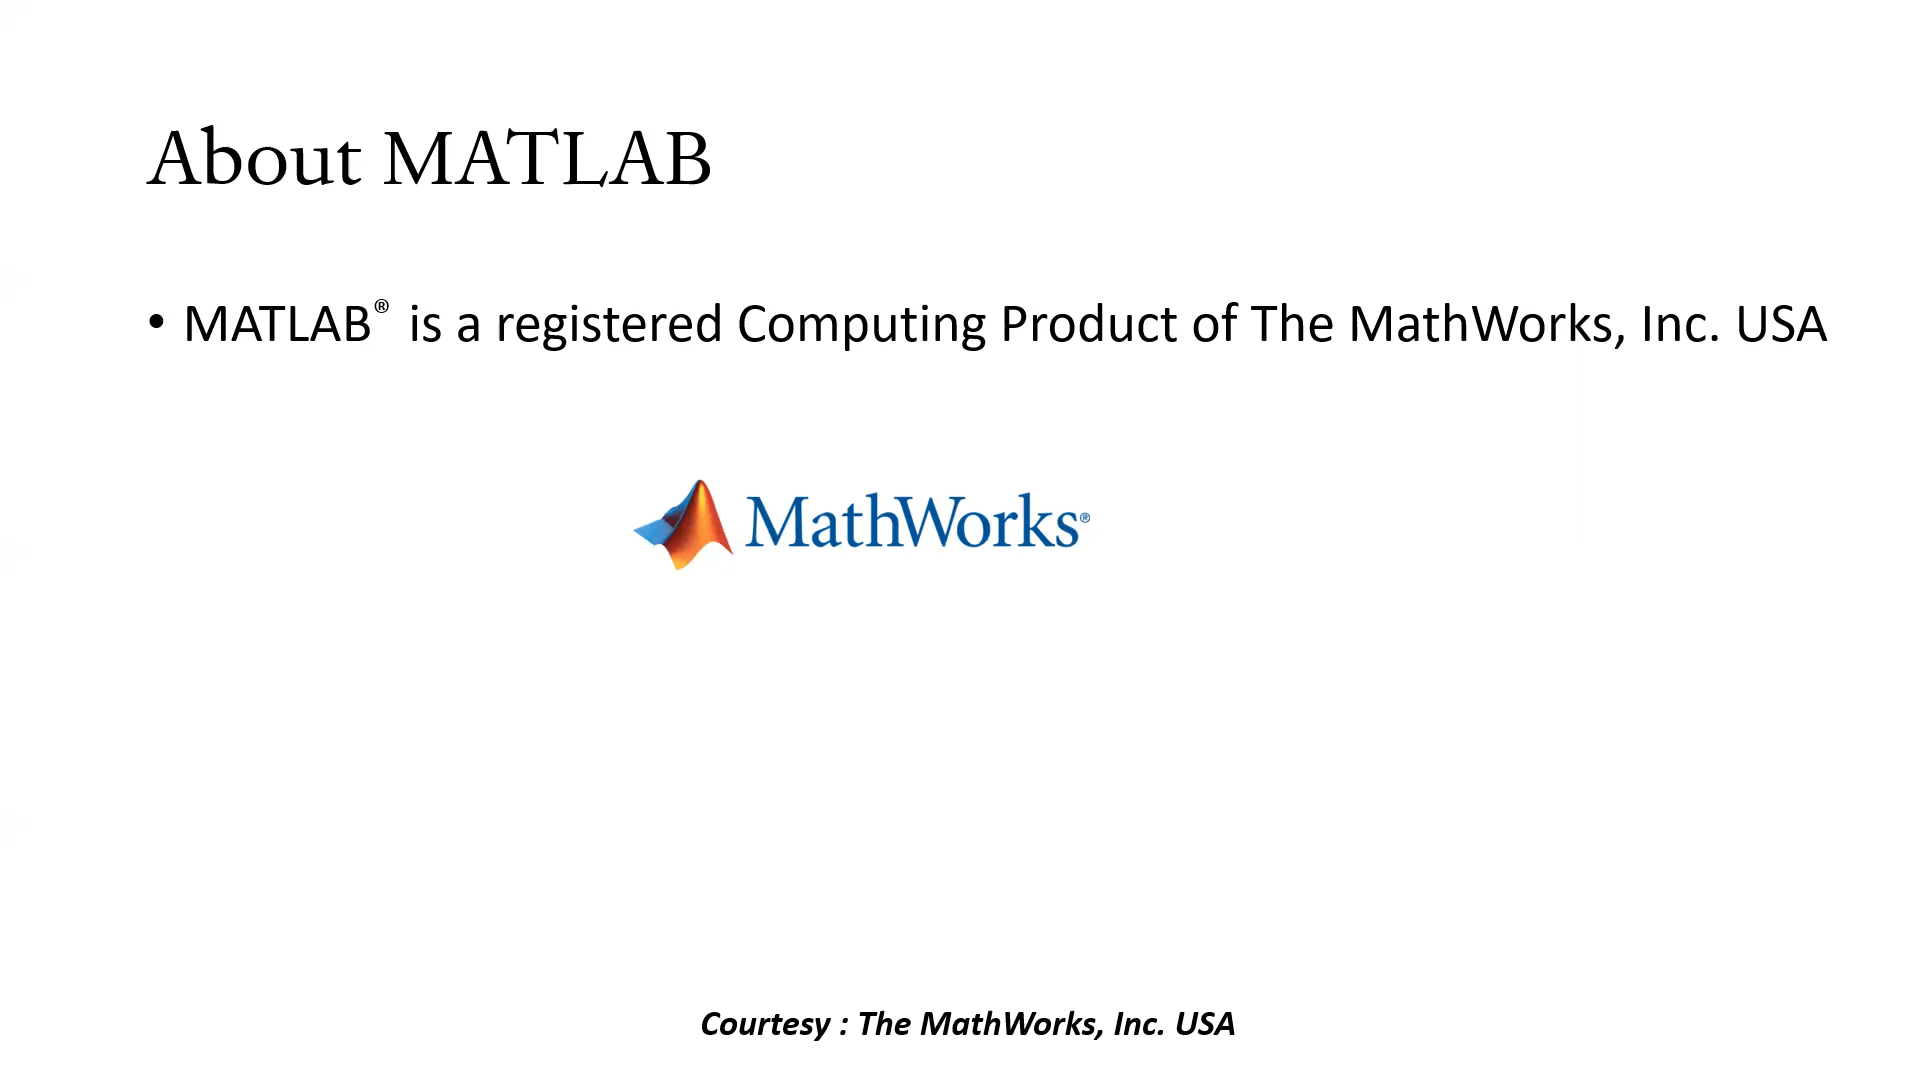 About MATLAB
• MATLAB® is a registered Computing Product of The MathWorks, Inc. USA
MathWorks®
Courtesy : The MathWorks, Inc. USA